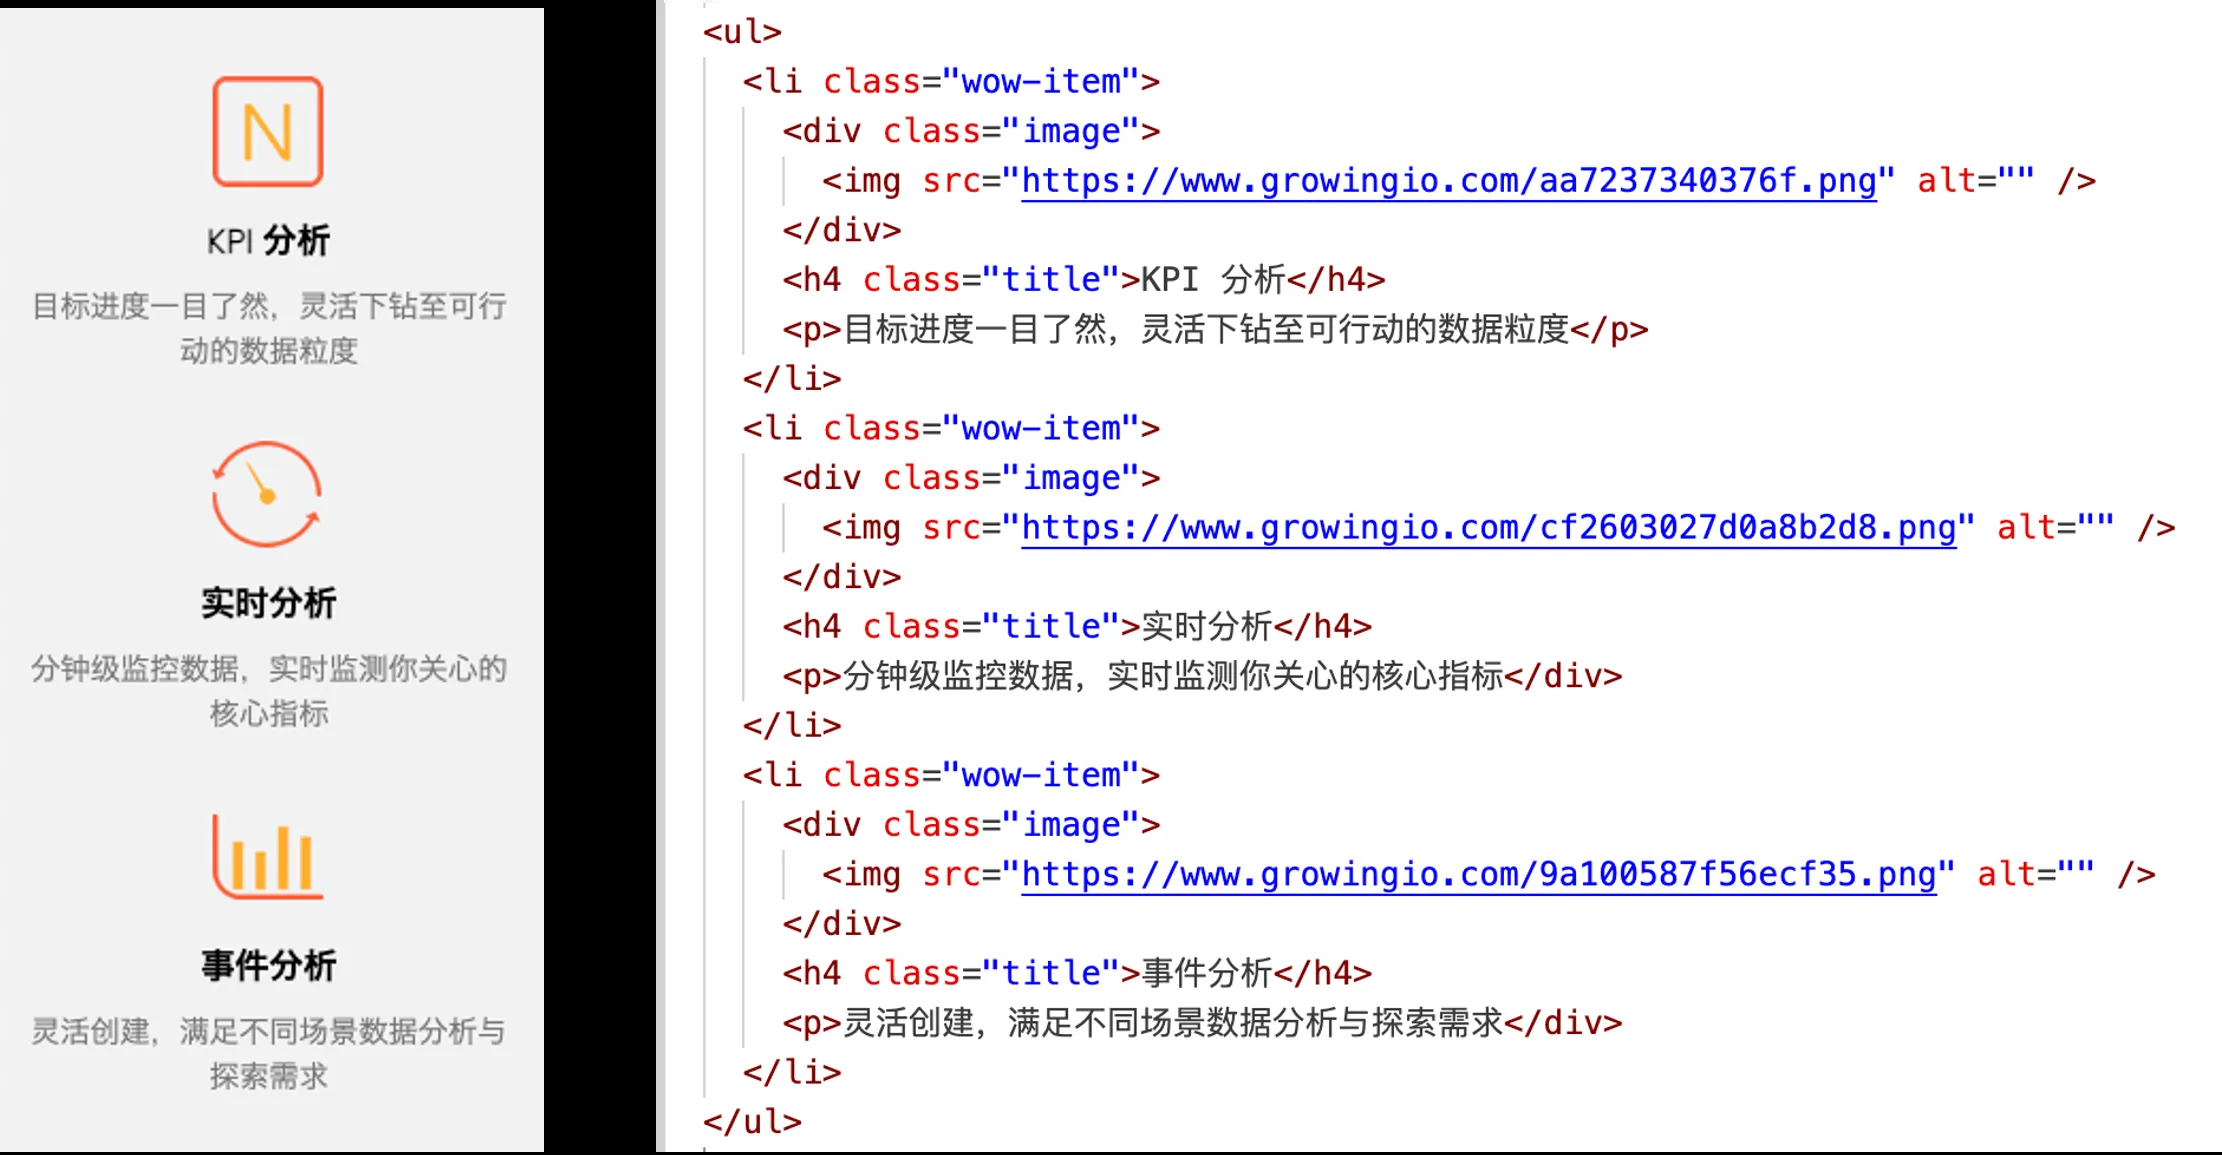 N
KPI 分析
目标进度一目了然，灵活下钻至可行
动的数据粒度
实时分析
分钟级监控数据，实时监测你关心的
核心指标
事件分析
灵活创建，满足不同场景数据分析与
探索需求
<ul>
<li class="wow-item">
<div class="image">
<img src="https://www.growingio.com/aa7237340376f.png" alt="" />
</div>
<h4 class="title">KPI 分析</h4>
<p>目标进度一目了然，灵活下钻至可行动的数据粒度</p>
</li>
<li class="wow-item">
<div class="image">
<img src="https://www.growingio.com/cf2603027d0a8b2d8.png" alt="" />
</div>
<h4 class="title">实时分析</h4>
<p>分钟级监控数据，实时监测你关心的核心指标</div>
</li>
<li class="wow-item">
<div class="image">
<img src="https://www.growingio.com/9a100587f56ecf35.png" alt="" />
</div>
<h4 class="title">事件分析</h4>
<p>灵活创建，满足不同场景数据分析与探索需求</div>
</li>
</ul>